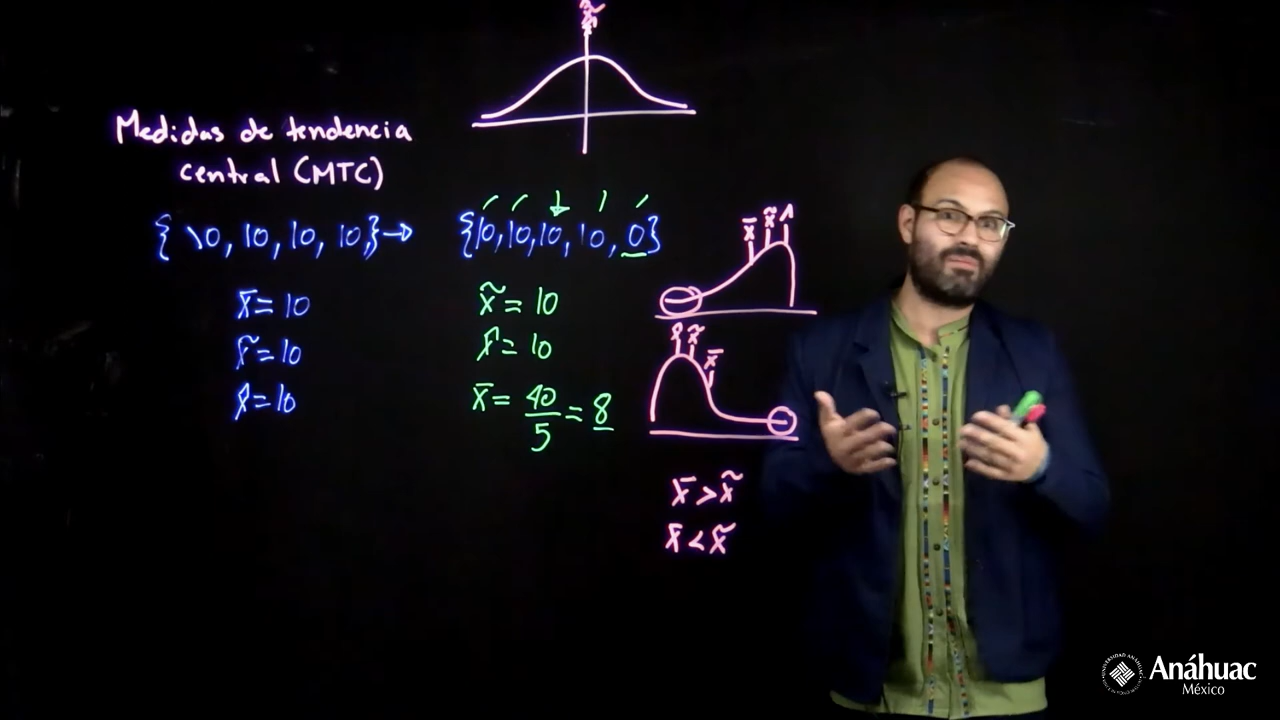 x̃
Medidas de tendencia
central (MTC)
{ 10, 10, 10, 10,}→
{10,10,10,10,0}
x̄ = 10
x̃ = 10
x̂ = 10
x̃ = 10
x̂ = 10
x̄ = 40/5 = 8
x̄ x̃ ^
x̂ x̃ x̄
x̄ > x̃
x̄ < x̃
Anáhuac
México